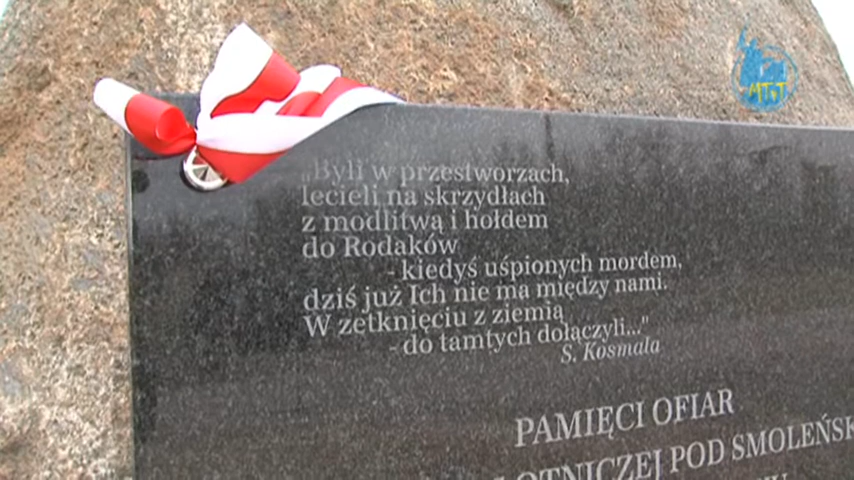 „Byli w przestworzach,
lecieli na skrzydłach
z modlitwą i hołdem
do Rodaków
- kiedyś uśpionych mordem,
dziś już Ich nie ma między nami.
W zetknięciu z ziemią
- do tamtych dołączyli..."
S. Kosmala
PAMIĘCI OFIAR
LOTNICZEJ POD SMOLEŃSK
MTvT